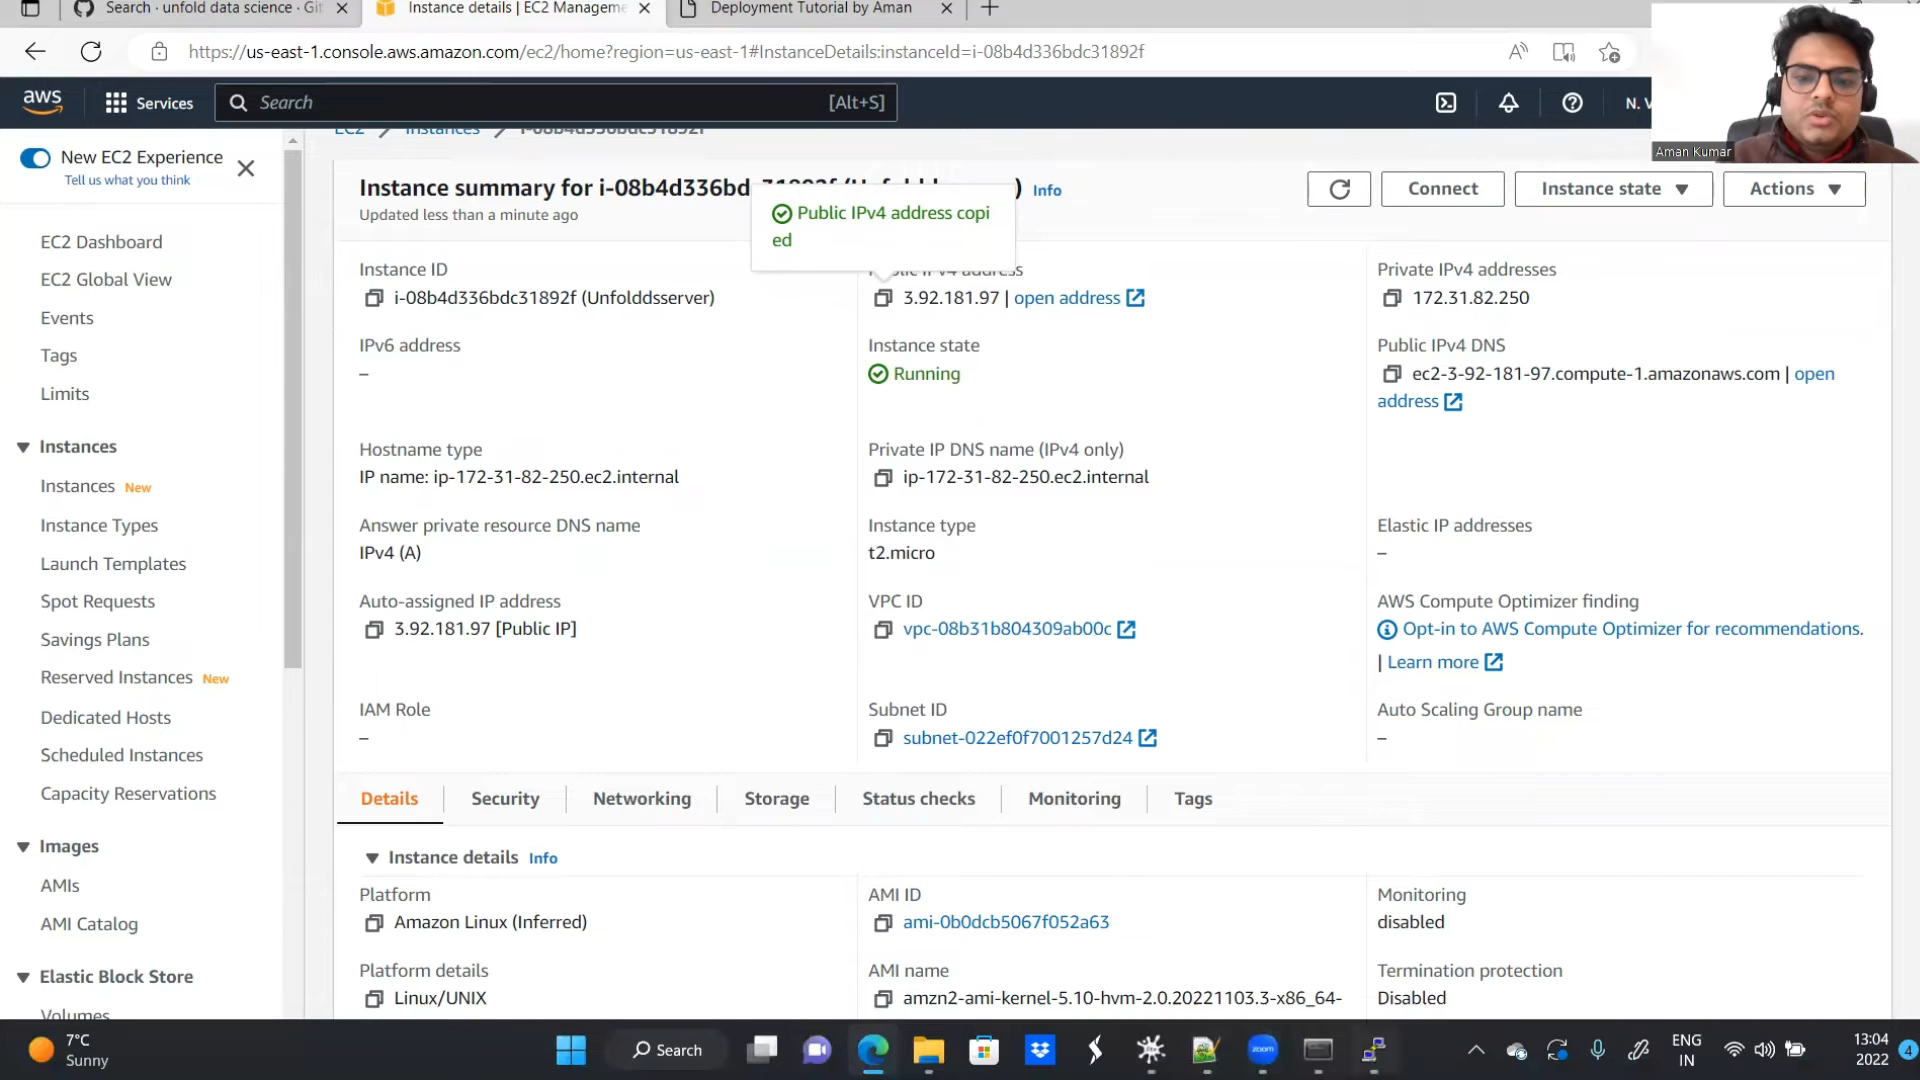 Search · unfold data science · Git
Instance details | EC2 Manageme
Deployment Tutorial by Aman
https://us-east-1.console.aws.amazon.com/ec2/home?region=us-east-1#InstanceDetails:instanceId=i-08b4d336bdc31892f
aws
Services
Search
[Alt+S]
N. V
Aman Kumar
EC2
Instances
i-08b4d336bdc31892f
New EC2 Experience
Tell us what you think
EC2 Dashboard
EC2 Global View
Events
Tags
Limits
Instances
Instances New
Instance Types
Launch Templates
Spot Requests
Savings Plans
Reserved Instances New
Dedicated Hosts
Scheduled Instances
Capacity Reservations
Images
AMIs
AMI Catalog
Elastic Block Store
Volumes
Instance summary for i-08b4d336bd
) Info
Updated less than a minute ago
Connect
Instance state
Actions
Public IPv4 address copi
ed
Instance ID
i-08b4d336bdc31892f (Unfolddsserver)
3.92.181.97 | open address
Private IPv4 addresses
172.31.82.250
IPv6 address
–
Instance state
Running
Public IPv4 DNS
ec2-3-92-181-97.compute-1.amazonaws.com | open
address
Hostname type
IP name: ip-172-31-82-250.ec2.internal
Private IP DNS name (IPv4 only)
ip-172-31-82-250.ec2.internal
Answer private resource DNS name
IPv4 (A)
Instance type
t2.micro
Elastic IP addresses
–
Auto-assigned IP address
3.92.181.97 [Public IP]
VPC ID
vpc-08b31b804309ab00c
AWS Compute Optimizer finding
Opt-in to AWS Compute Optimizer for recommendations.
| Learn more
IAM Role
–
Subnet ID
subnet-022ef0f7001257d24
Auto Scaling Group name
–
Details
Security
Networking
Storage
Status checks
Monitoring
Tags
Instance details Info
Platform
Amazon Linux (Inferred)
AMI ID
ami-0b0dcb5067f052a63
Monitoring
disabled
Platform details
Linux/UNIX
AMI name
amzn2-ami-kernel-5.10-hvm-2.0.20221103.3-x86_64-
Termination protection
Disabled
7°C
Sunny
Search
zoom
ENG
IN
13:04
2022
4